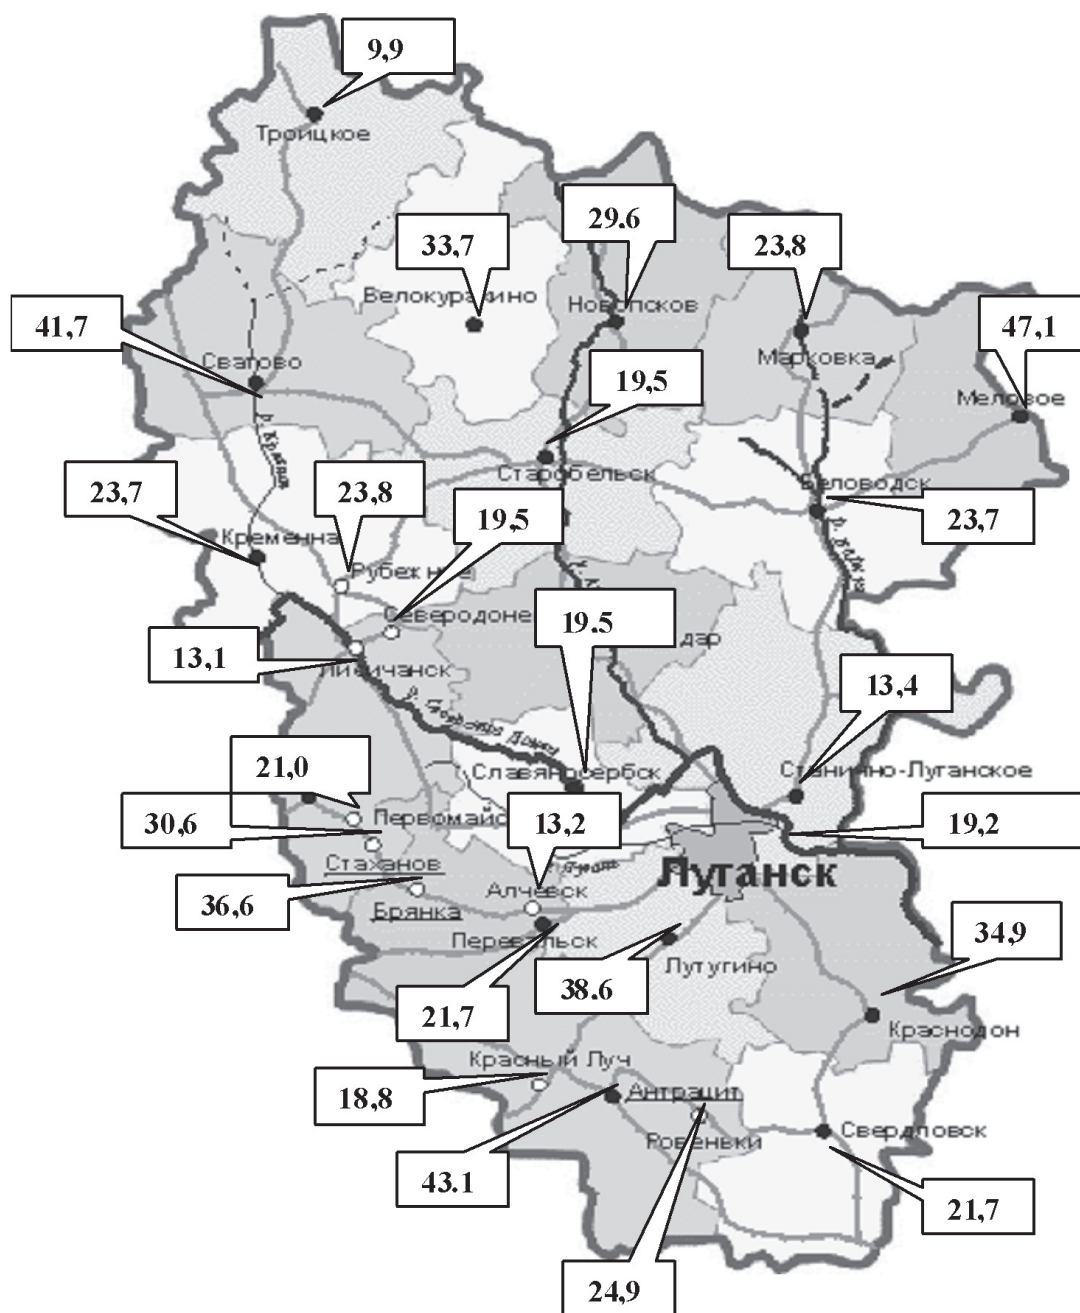 9,9
Троицкое
29.6
33,7
23,8
Белокуракино
Новопсков
41,7
47,1
Марковка
Сватово
19,5
Меловое
р. Красная
Старобельск
23,7
23,8
19,5
Беловодск
23,7
Кременна
Рубежное
Северодоне
19.5
дар
13,1
Лисичанск
13,4
21,0
Славяносербск
Станично-Луганское
30,6
Первомайс
13,2
19,2
Стаханов
Луганск
36,6
Алчевск
Брянка
34,9
Перевальск
Лутугино
38.6
21,7
Краснодон
Красный Луч
18,8
Антрацит
Свердловск
Ровеньки
43.1
21,7
24,9